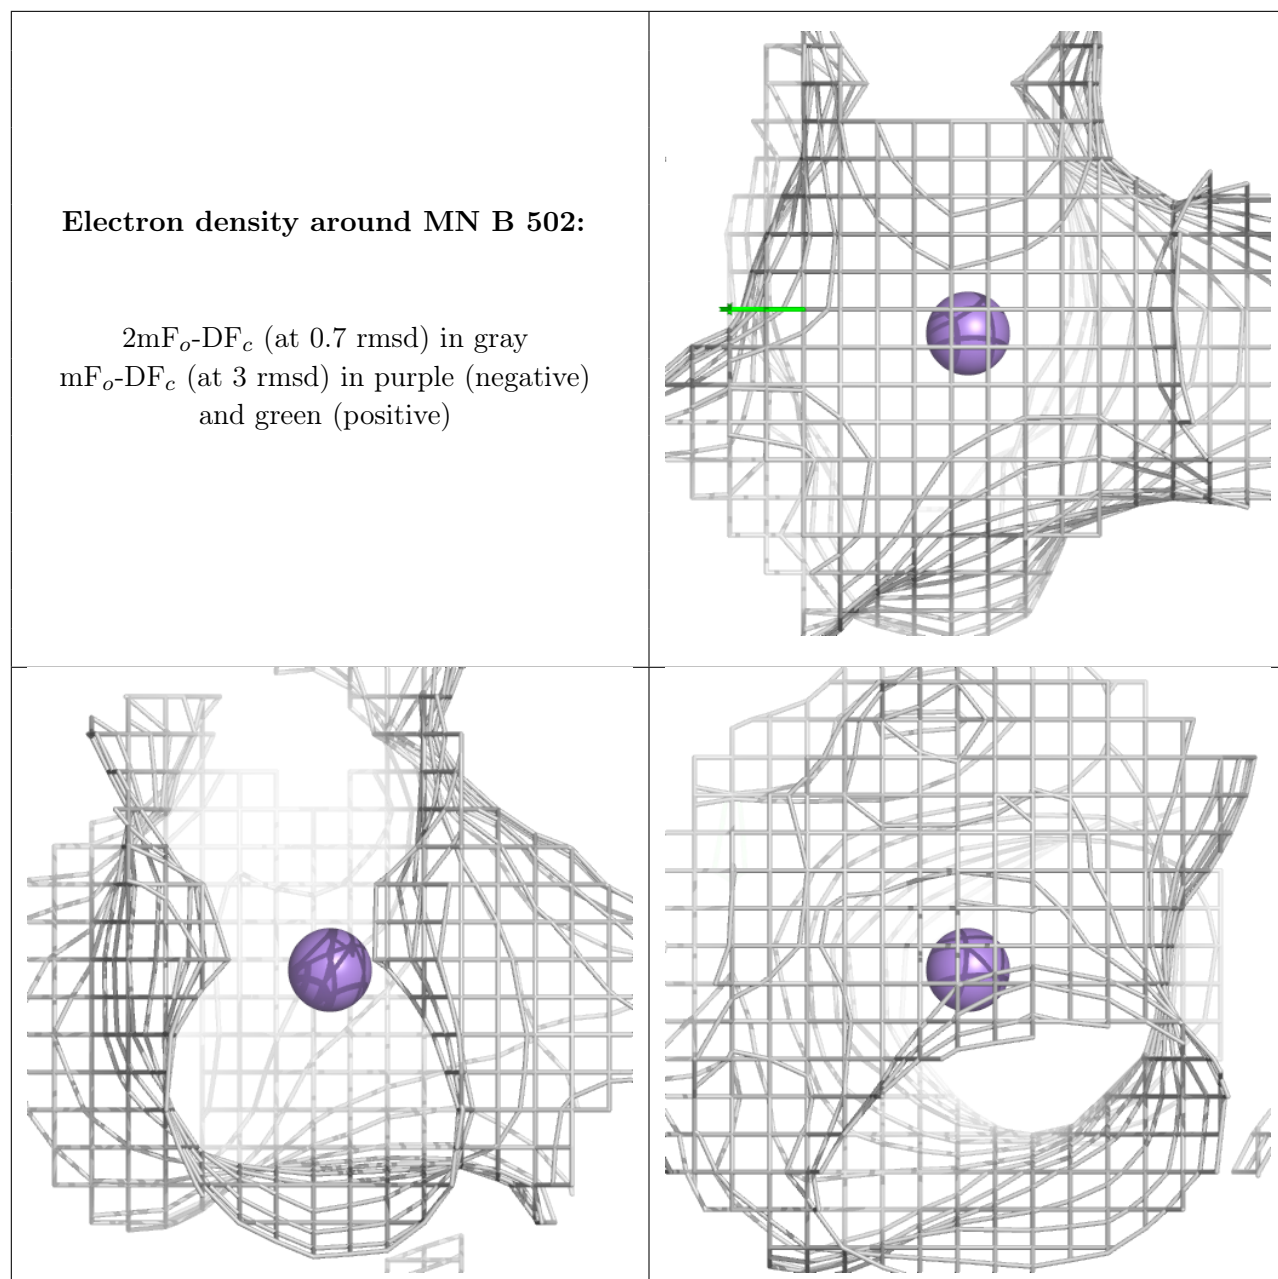 Electron density around MN B 502:
2mFo-DFc (at 0.7 rmsd) in gray
mFo-DFc (at 3 rmsd) in purple (negative)
and green (positive)